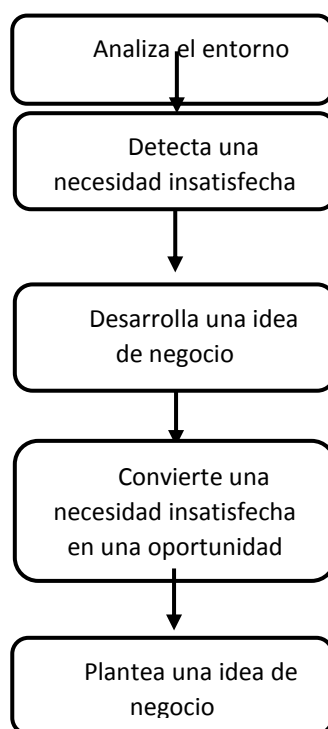 Analiza el entorno
Detecta una
necesidad insatisfecha
Desarrolla una idea
de negocio
Convierte una
necesidad insatisfecha
en una oportunidad
Plantea una idea de
negocio